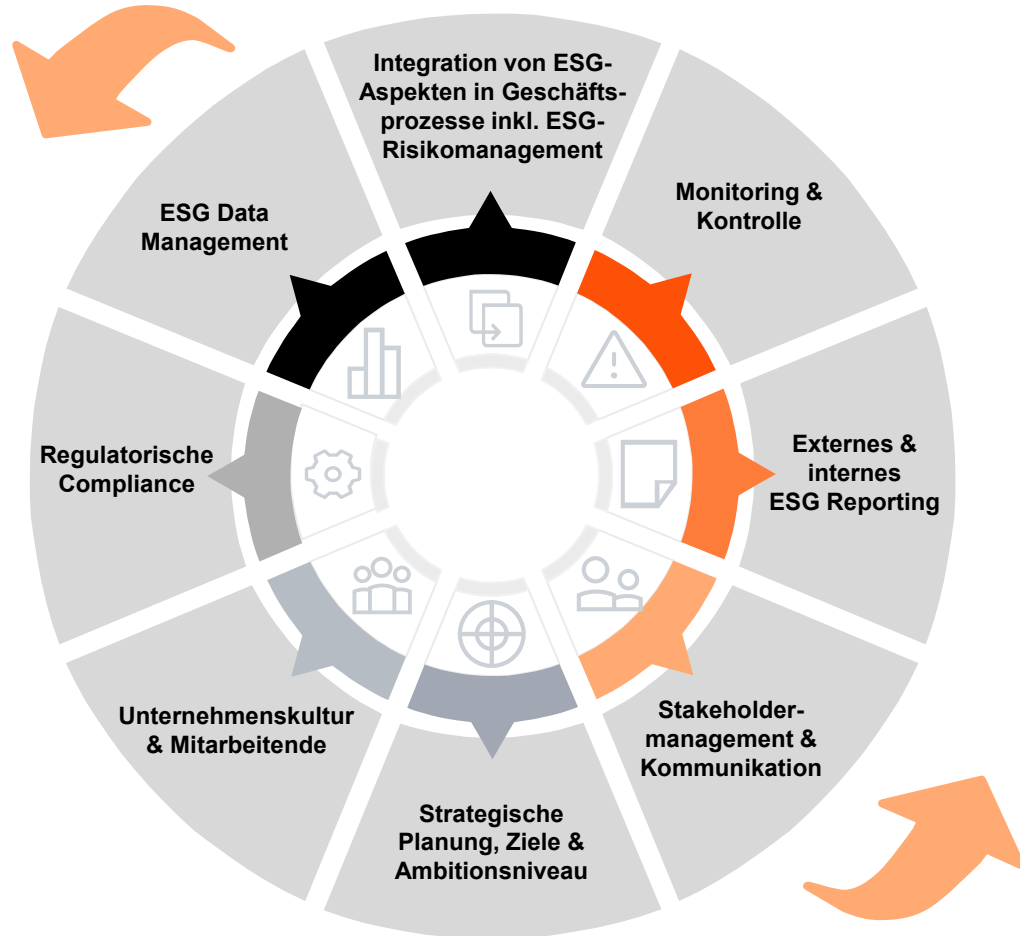 Integration von ESG-
Aspekten in Geschäfts-
prozesse inkl. ESG-
Risikomanagement
Monitoring &
Kontrolle
Externes &
internes
ESG Reporting
Stakeholder-
management &
Kommunikation
Strategische
Planung, Ziele &
Ambitionsniveau
Unternehmenskultur
& Mitarbeitende
Regulatorische
Compliance
ESG Data
Management